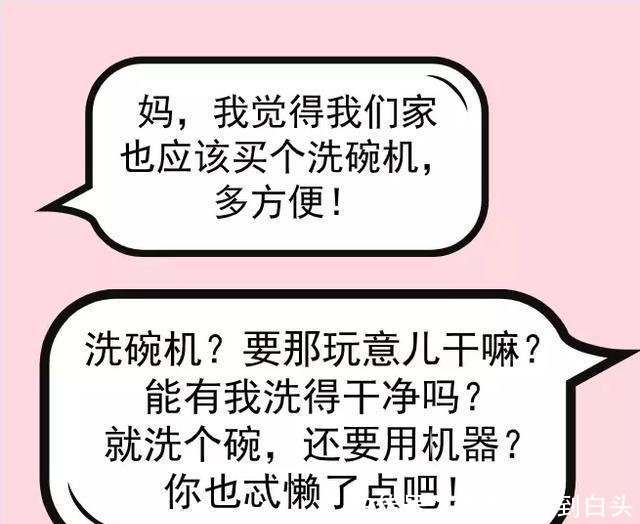 妈，我觉得我们家
也应该买个洗碗机，
多方便！
洗碗机？要那玩意儿干嘛？
能有我洗得干净吗？
就洗个碗，还要用机器？
你也忒懒了点吧！
到白头